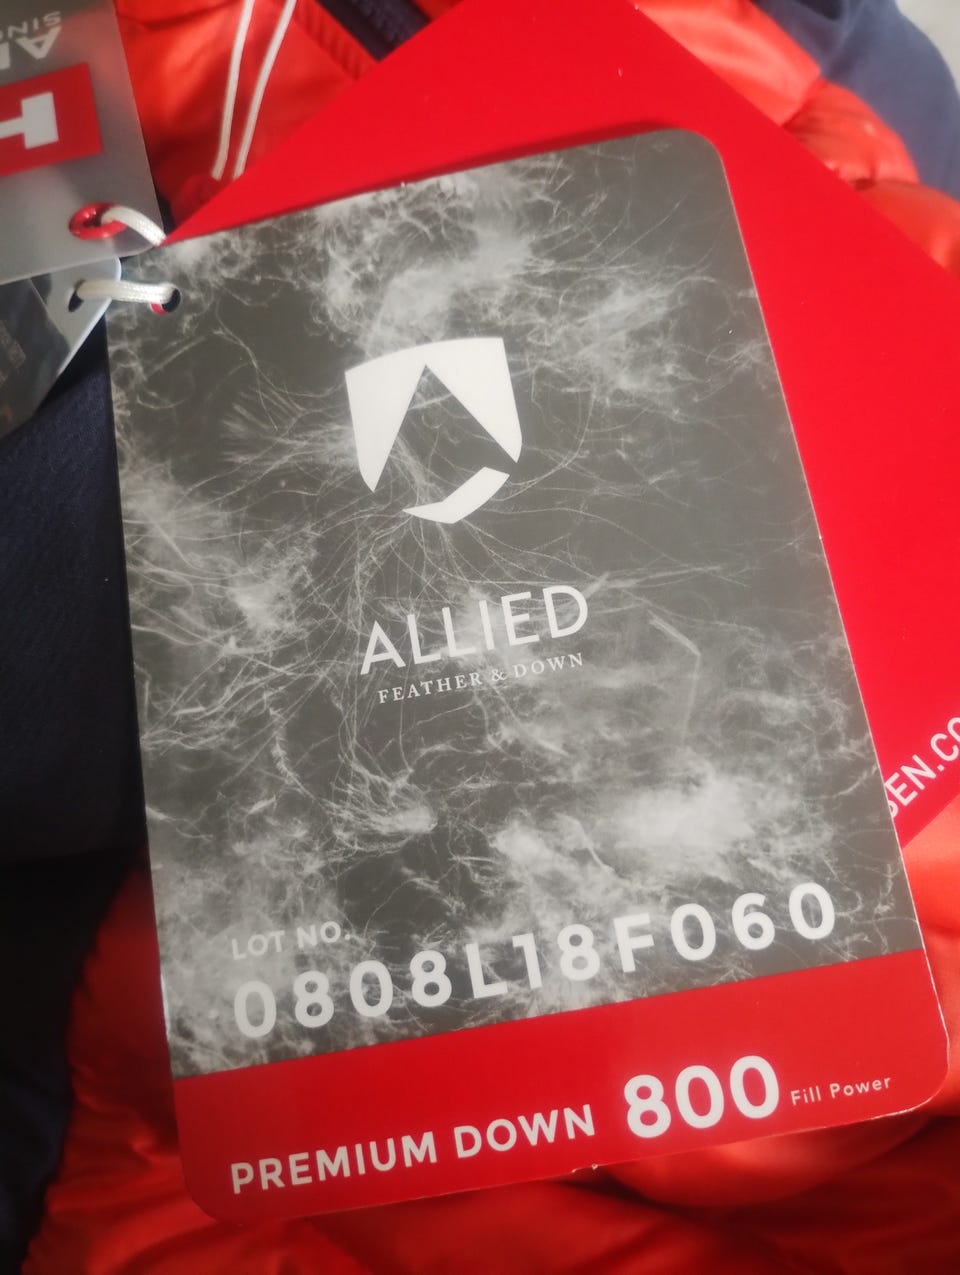 ALLIED
FEATHER & DOWN
LOT NO.
0808L18F060
PREMIUM DOWN 800 Fill Power